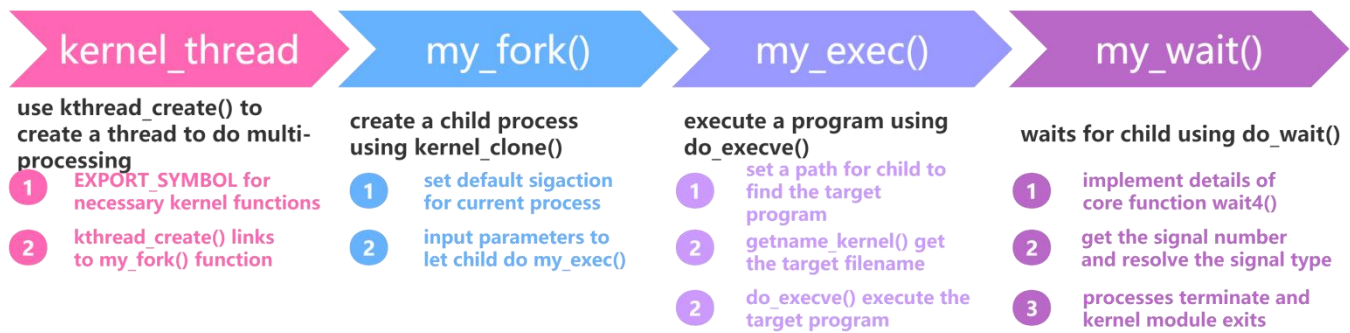 kernel_thread
use kthread_create() to
create a thread to do multi-
processing
1
EXPORT_SYMBOL for
necessary kernel functions
2
kthread_create() links
to my_fork() function
my_fork()
create a child process
using kernel_clone()
1
set default sigaction
for current process
2
input parameters to
let child do my_exec()
my_exec()
execute a program using
do_execve()
1
set a path for child to
find the target
program
2
getname_kernel() get
the target filename
2
do_execve() execute the
target program
my_wait()
waits for child using do_wait()
1
implement details of
core function wait4()
2
get the signal number
and resolve the signal type
3
processes terminate and
kernel module exits